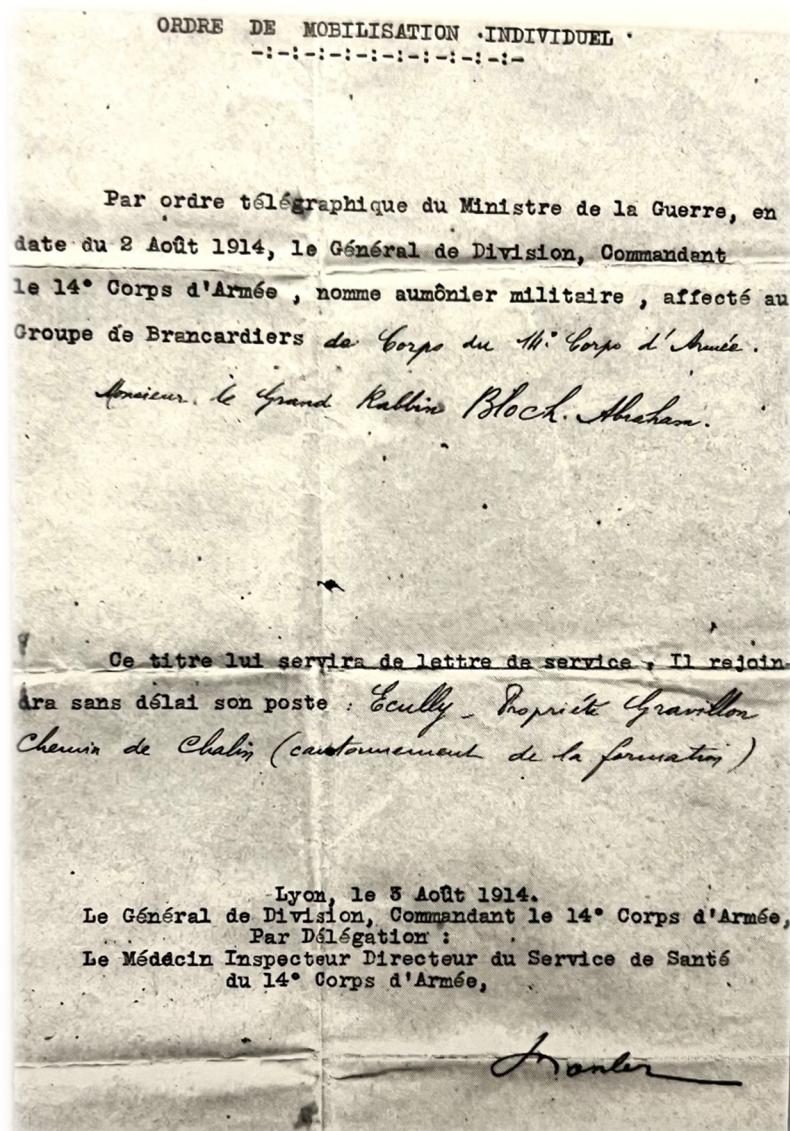 ORDRE DE MOBILISATION INDIVIDUEL
-:-:-:-:-:-:-:-:-:-
Par ordre télégraphique du Ministre de la Guerre, en
date du 2 Août 1914, le Général de Division, Commandant
le 14° Corps d'Armée , nomme aumônier militaire , affecté au
Groupe de Brancardiers de Corps du 14° Corps d'Armée.
Monsieur le Grand Rabbin Bloch. Abraham.
Ce titre lui servira de lettre de service . Il rejoin-
dra sans délai son poste : Ecully _ Propriété Gravillon
Chemin de Chalin (cantonnement de la formation)
Lyon, le 3 Août 1914.
Le Général de Division, Commandant le 14° Corps d'Armée,
Par Délégation :
Le Médecin Inspecteur Directeur du Service de Santé
du 14° Corps d'Armée,